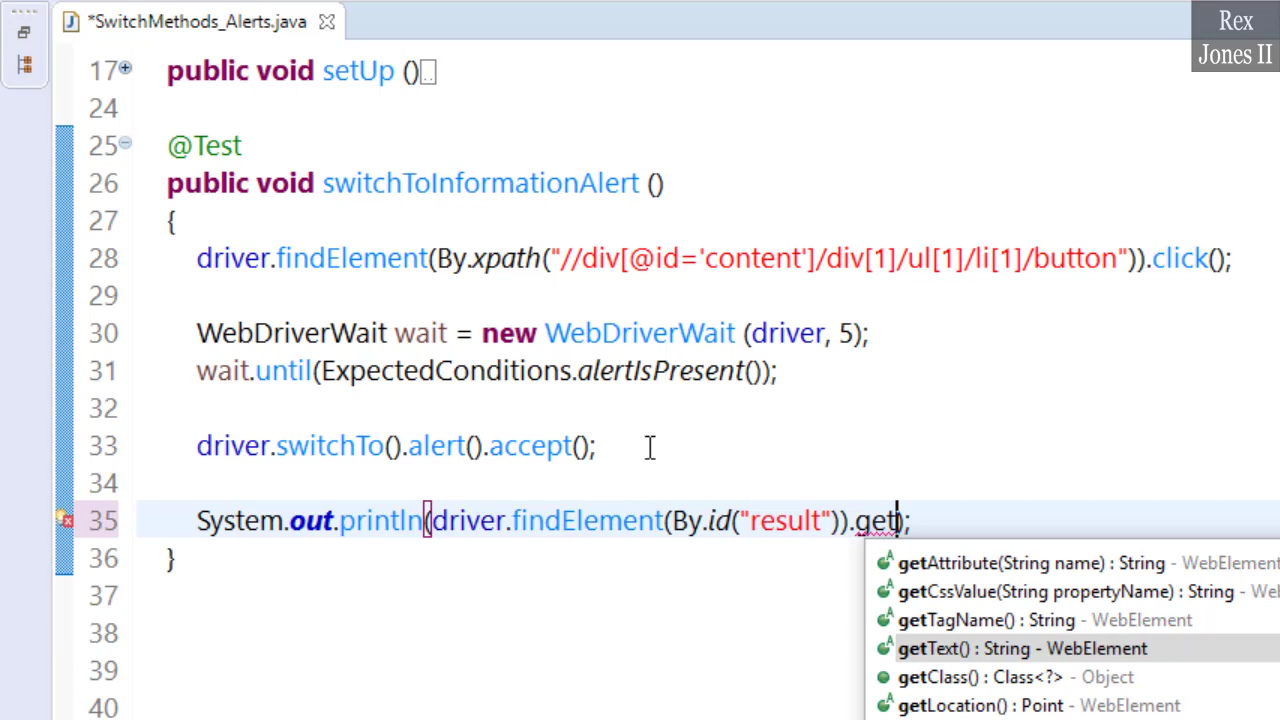 *SwitchMethods_Alerts.java
Rex
Jones II
17 public void setUp ()
24
25 @Test
26 public void switchToInformationAlert ()
27 {
28 driver.findElement(By.xpath("//div[@id='content']/div[1]/ul[1]/li[1]/button")).click();
29
30 WebDriverWait wait = new WebDriverWait (driver, 5);
31 wait.until(ExpectedConditions.alertIsPresent());
32
33 driver.switchTo().alert().accept();
34
35 System.out.println(driver.findElement(By.id("result")).get);
36 }
getAttribute(String name) : String - WebElement
37 getCssValue(String propertyName) : String - We
getTagName() : String - WebElement
38
getText() : String - WebElement
39 getClass() : Class<?> - Object
40 getLocation() : Point - WebElement